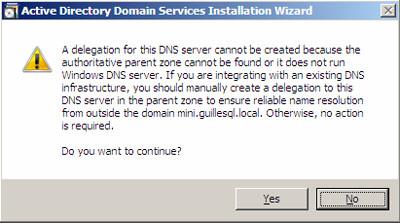 Active Directory Domain Services Installation Wizard
A delegation for this DNS server cannot be created because the
authoritative parent zone cannot be found or it does not run
Windows DNS server. If you are integrating with an existing DNS
infrastructure, you should manually create a delegation to this
DNS server in the parent zone to ensure reliable name resolution
from outside the domain mini.guillesql.local. Otherwise, no action
is required.
Do you want to continue?
Yes
No